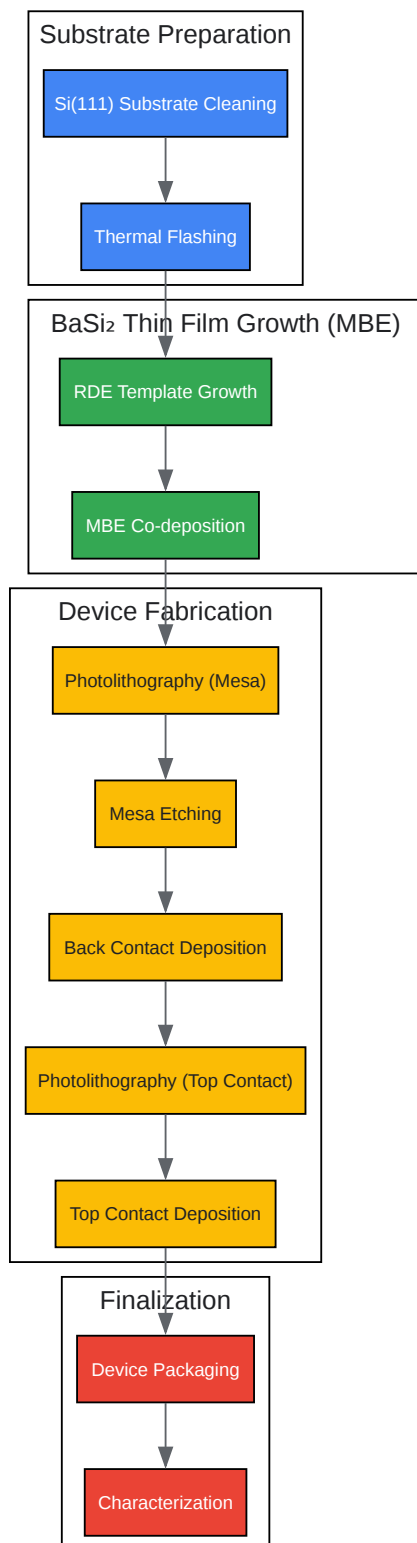 Substrate Preparation
Si(111) Substrate Cleaning
Thermal Flashing
BaSi₂ Thin Film Growth (MBE)
RDE Template Growth
MBE Co-deposition
Device Fabrication
Photolithography (Mesa)
Mesa Etching
Back Contact Deposition
Photolithography (Top Contact)
Top Contact Deposition
Finalization
Device Packaging
Characterization